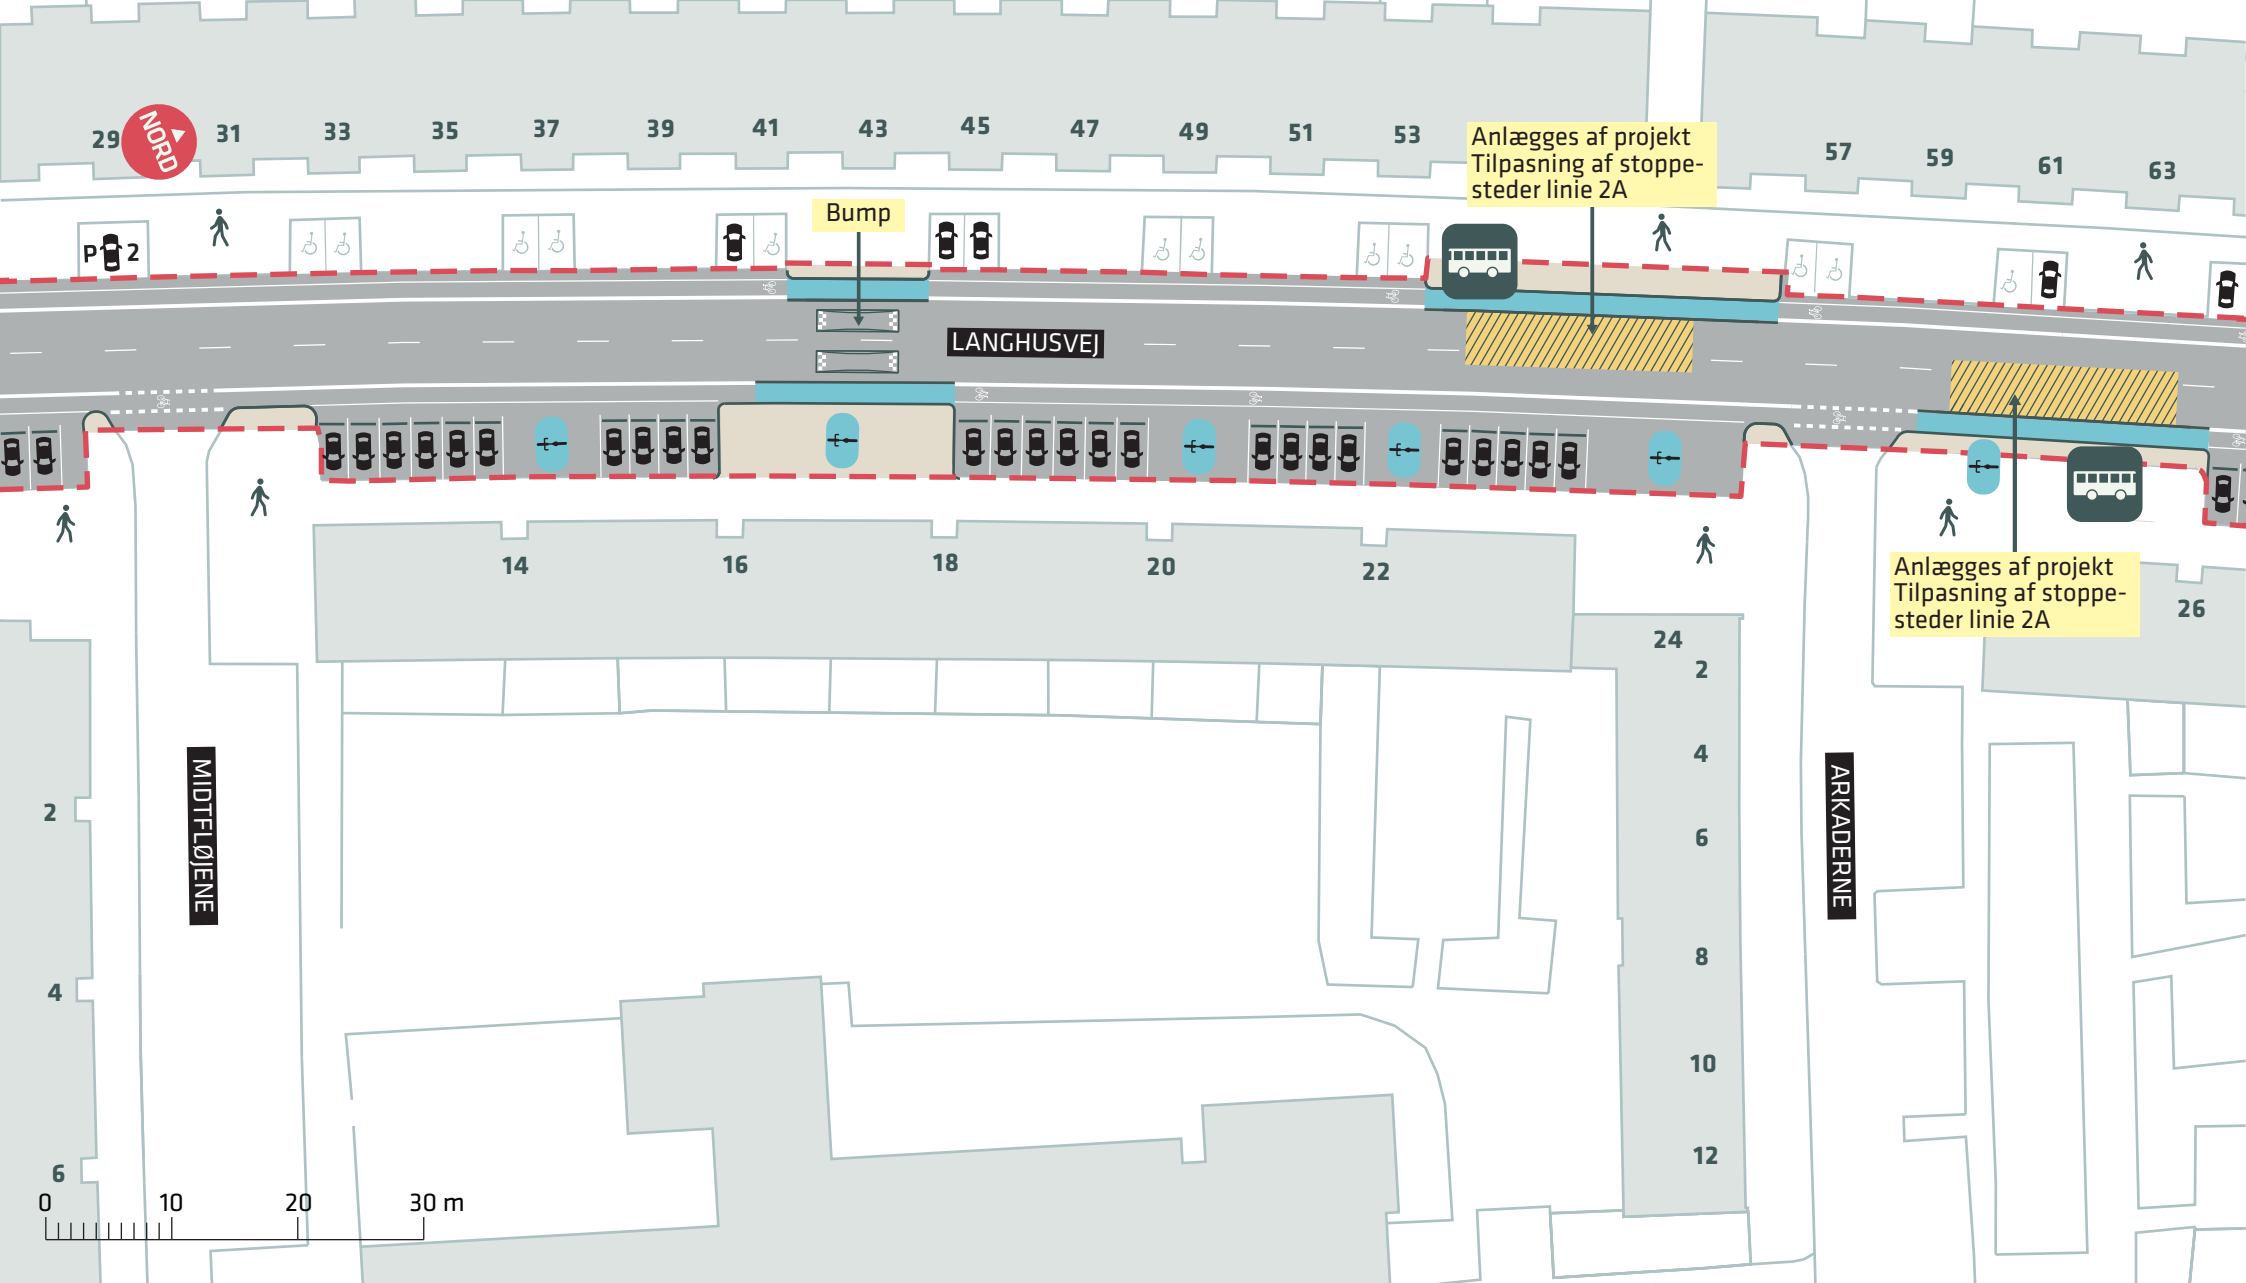 29
NORD
31
33
35
37
39
41
43
45
47
49
51
53
Anlægges af projekt
Tilpasning af stoppe-
steder linie 2A
57
59
61
63
Bump
P 2
LANGHUSVEJ
14
16
18
20
22
Anlægges af projekt
Tilpasning af stoppe-
steder linie 2A
26
24
2
4
6
8
10
12
MIDTFLØJENE
ARKADERNE
2
4
6
0 10 20 30 m